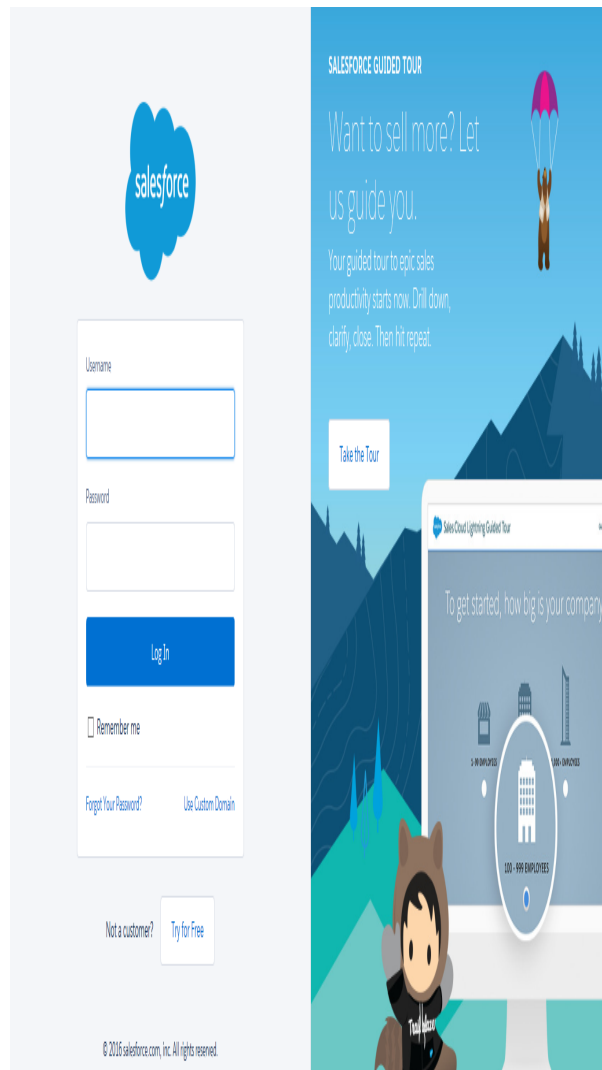 salesforce
Username
Password
Log In
Remember me
Forgot Your Password?
Use Custom Domain
Not a customer?
Try for Free
© 2016 salesforce.com, inc. All rights reserved.
SALESFORCE GUIDED TOUR
Want to sell more? Let
us guide you.
Your guided tour to epic sales
productivity starts now. Drill down,
clarify, close. Then hit repeat.
Take the Tour
Sales Cloud Lightning Guided Tour
To get started, how big is your company
1-99 EMPLOYEES
EMPLOYEES
100 - 999 EMPLOYEES